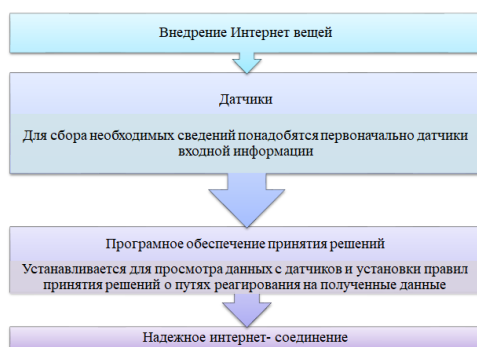 Внедрение Интернет вещей
Датчики
Для сбора необходимых сведений понадобятся первоначально датчики
входной информации
Програмное обеспечение принятия решений
Устанавливается для просмотра данных с датчиков и установки правил
принятия решений о путях реагирования на полученные данные
Надежное интернет- соединение